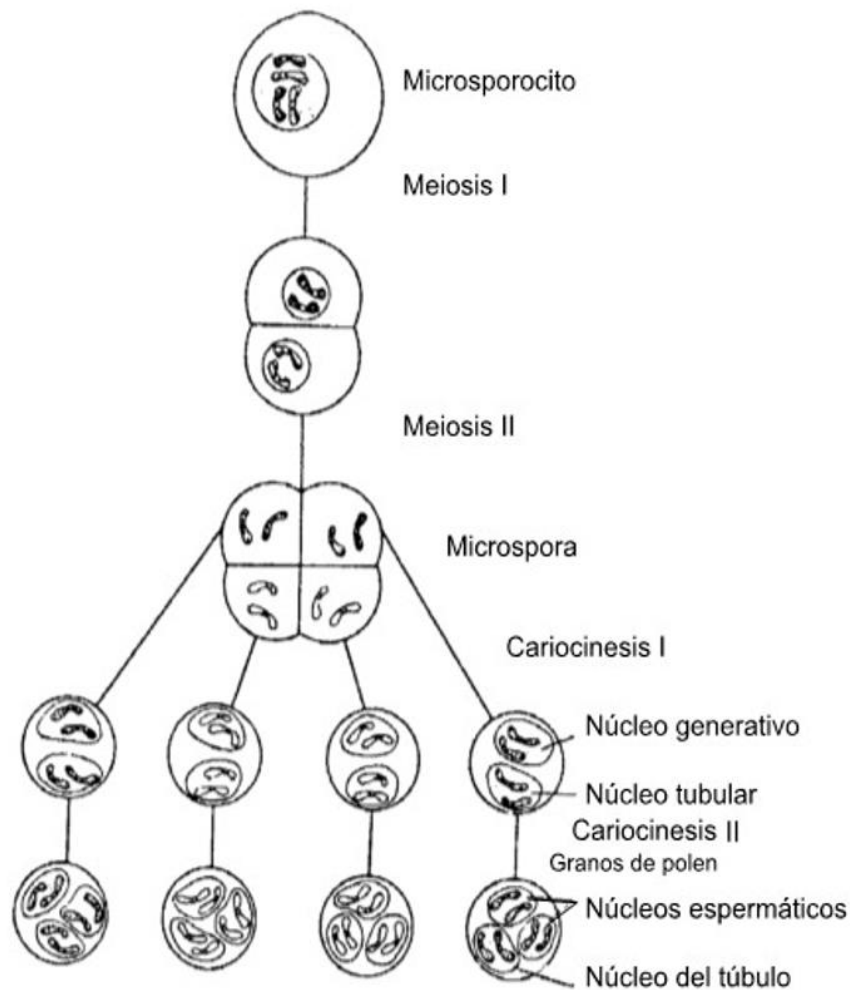 Microsporocito
Meiosis I
Meiosis II
Microspora
Cariocinesis I
Núcleo generativo
Núcleo tubular
Cariocinesis II
Granos de polen
Núcleos espermáticos
Núcleo del túbulo